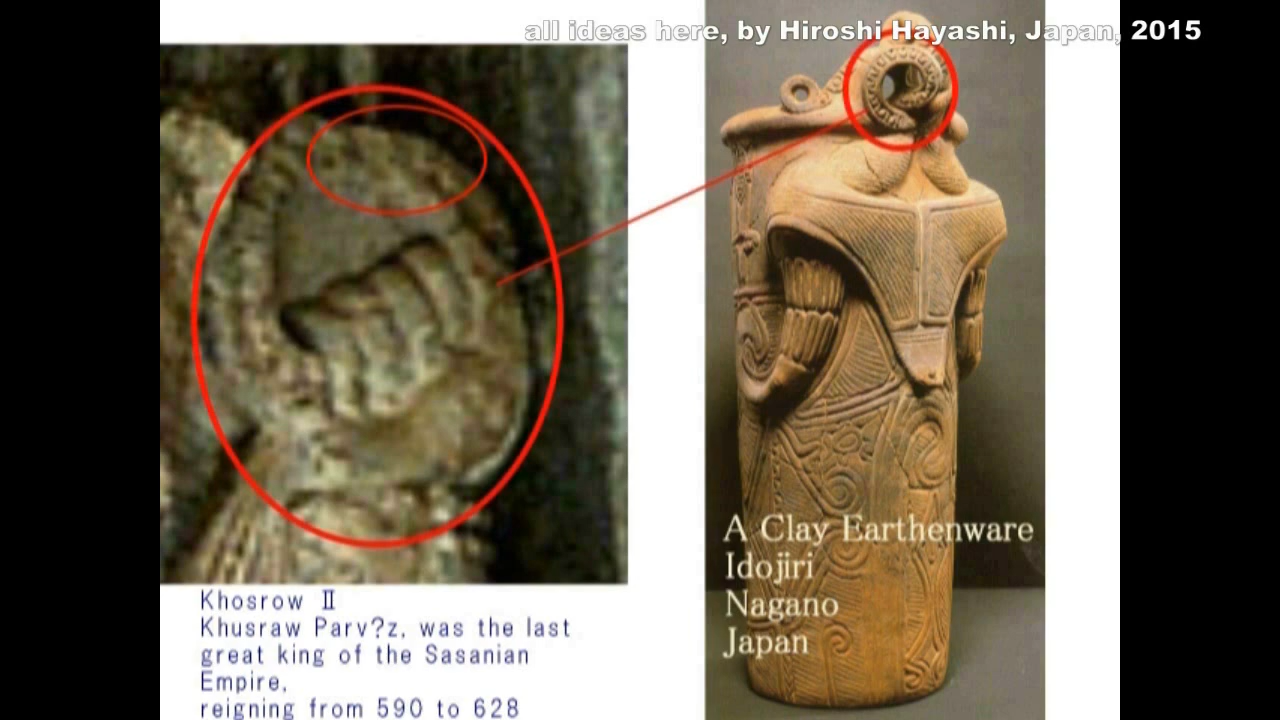 all ideas here, by Hiroshi Hayashi, Japan, 2015
Khosrow Ⅱ
Khusraw Parv?z, was the last
great king of the Sasanian
Empire,
reigning from 590 to 628
A Clay Earthenware
Idojiri
Nagano
Japan